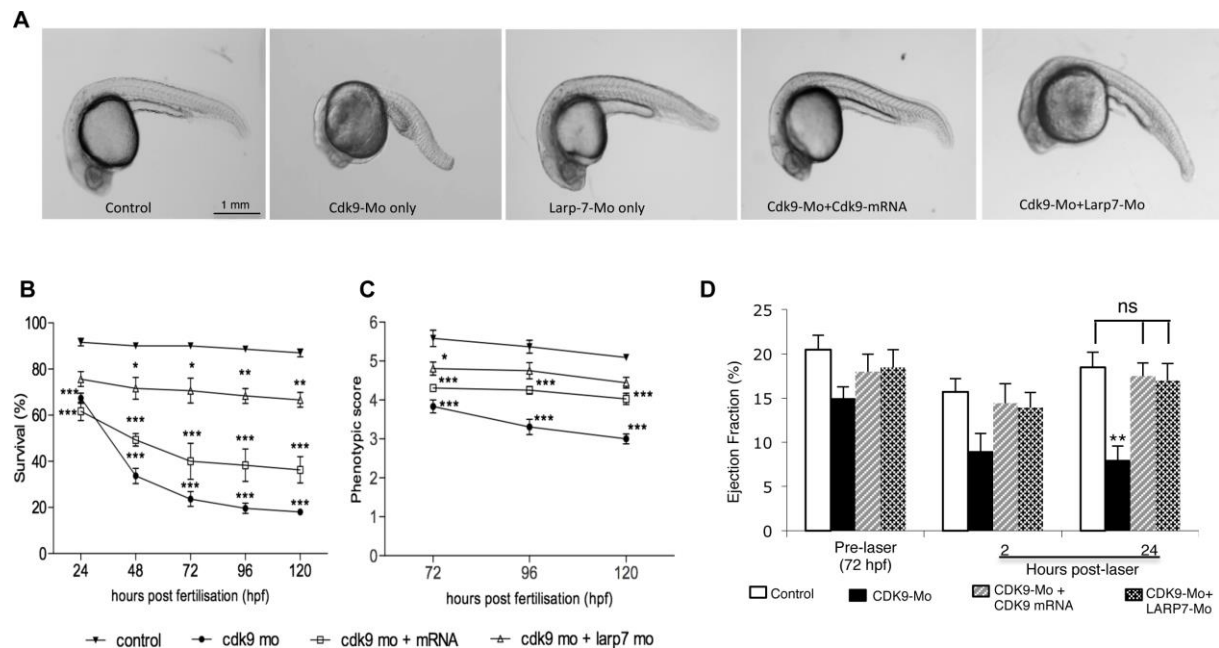 A
Control
1 mm
Cdk9-Mo only
Larp-7-Mo only
Cdk9-Mo+Cdk9-mRNA
Cdk9-Mo+Larp7-Mo
B
Survival (%)
100
80
60
40
20
0
24 48 72 96 120
hours post fertilisation (hpf)
*** *** *** *** *** *** *** *** *** ***
* * ** **
C
Phenotypic score
6
5
4
3
2
1
0
72 96 120
hours post fertilisation (hpf)
*
*** *** ***
*** *** ***
control cdk9 mo cdk9 mo + mRNA cdk9 mo + larp7 mo
D
Ejection Fraction (%)
25
20
15
10
5
0
ns
**
Pre-laser
(72 hpf)
2 24
Hours post-laser
Control
CDK9-Mo
CDK9-Mo +
CDK9 mRNA
CDK9-Mo+
LARP7-Mo